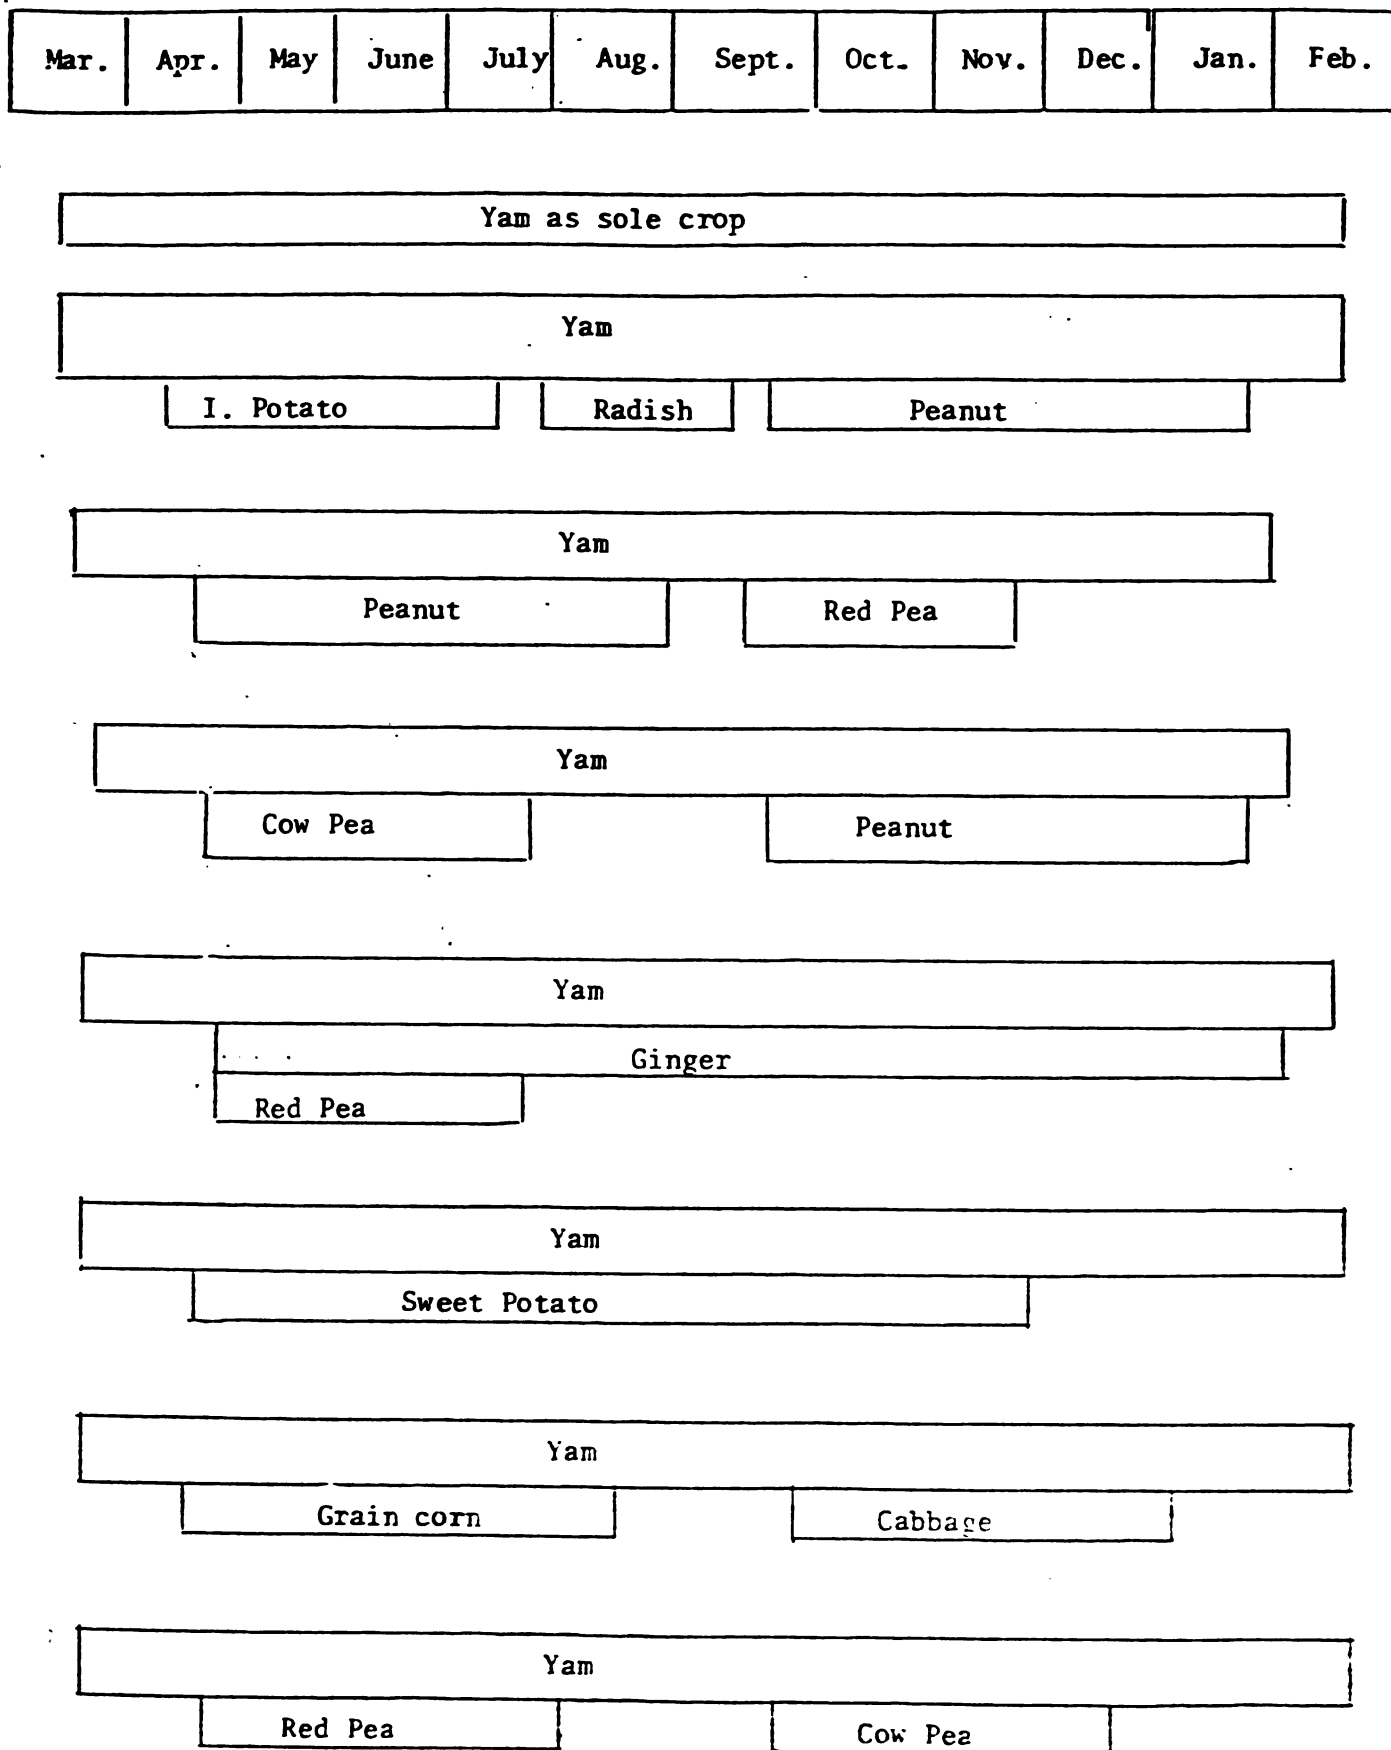 Mar. Apr. May June July Aug. Sept. Oct. Nov. Dec. Jan. Feb.
Yam as sole crop
Yam
I. Potato Radish Peanut
Yam
Peanut Red Pea
Yam
Cow Pea Peanut
Yam
Ginger
Red Pea
Yam
Sweet Potato
Yam
Grain corn Cabbage
Yam
Red Pea Cow Pea